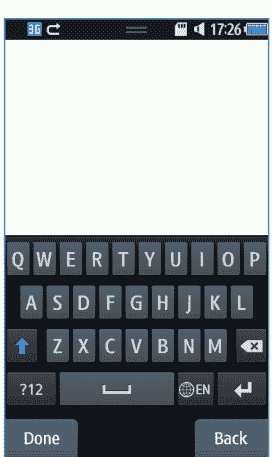 3G 17:26
Q W E R T Y U I O P
A S D F G H J K L
Z X C V B N M
?12 EN
Done Back